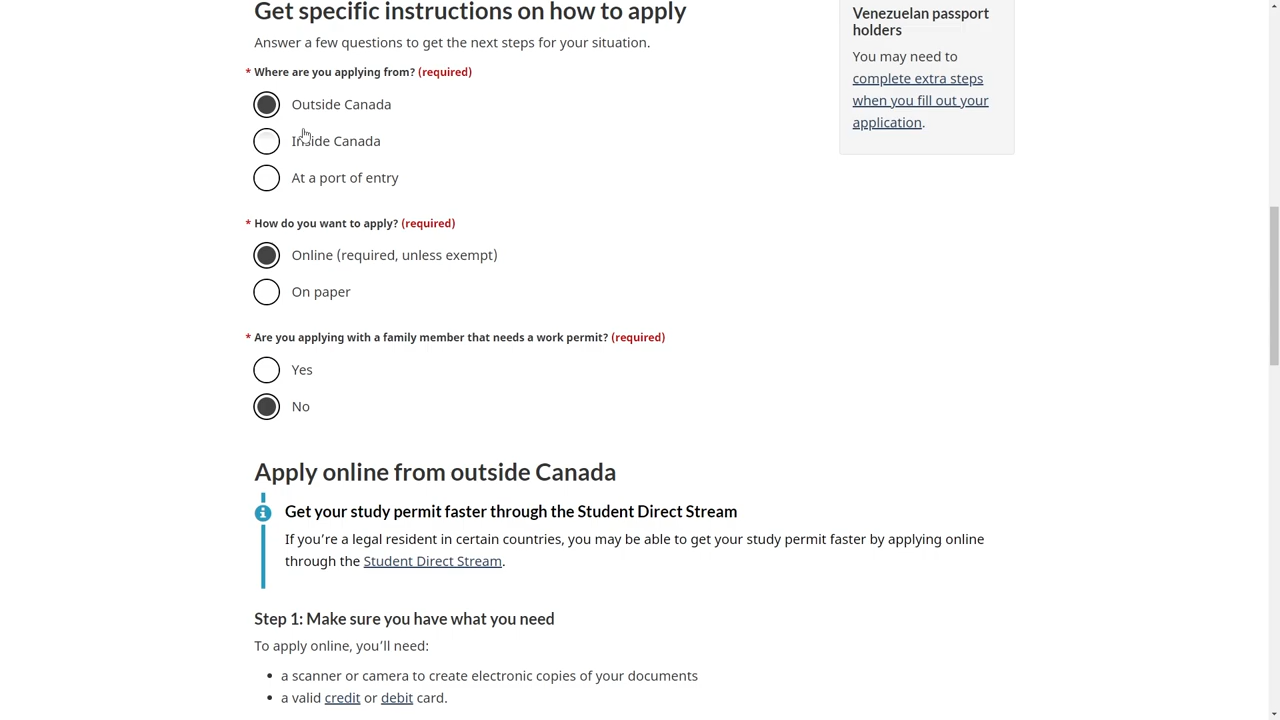 Get specific instructions on how to apply
Answer a few questions to get the next steps for your situation.
* Where are you applying from? (required)
Outside Canada
Inside Canada
At a port of entry
* How do you want to apply? (required)
Online (required, unless exempt)
On paper
* Are you applying with a family member that needs a work permit? (required)
Yes
No
Apply online from outside Canada
Get your study permit faster through the Student Direct Stream
If you’re a legal resident in certain countries, you may be able to get your study permit faster by applying online
through the Student Direct Stream.
Step 1: Make sure you have what you need
To apply online, you’ll need:
• a scanner or camera to create electronic copies of your documents
• a valid credit or debit card.
Venezuelan passport
holders
You may need to
complete extra steps
when you fill out your
application.